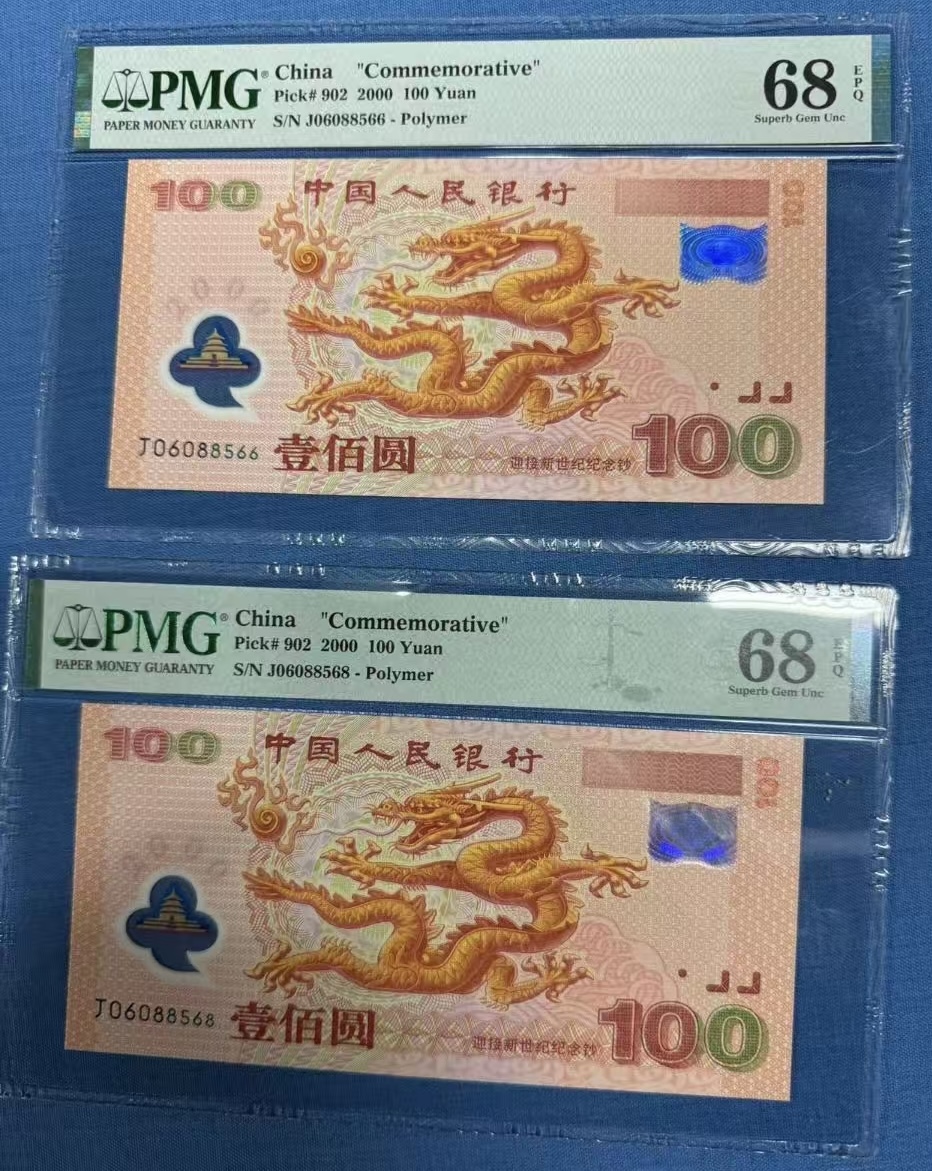 PMG® China "Commemorative"
Pick# 902 2000 100 Yuan
PAPER MONEY GUARANTY S/N J06088566 - Polymer
68 EPQ
Superb Gem Unc
100 中国人民银行
2000
J06088566 壹佰圆 迎接新世纪纪念钞 100
PMG® China "Commemorative"
Pick# 902 2000 100 Yuan
PAPER MONEY GUARANTY S/N J06088568 - Polymer
68 EPQ
Superb Gem Unc
100 中国人民银行
J06088568 壹佰圆 迎接新世纪纪念钞 100